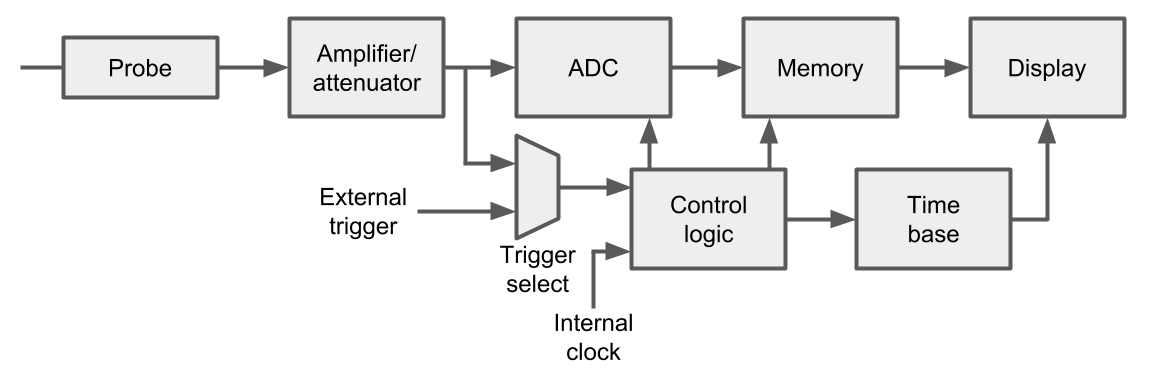 Probe
Amplifier/
attenuator
ADC
Memory
Display
External
trigger
Trigger
select
Control
logic
Time
base
Internal
clock